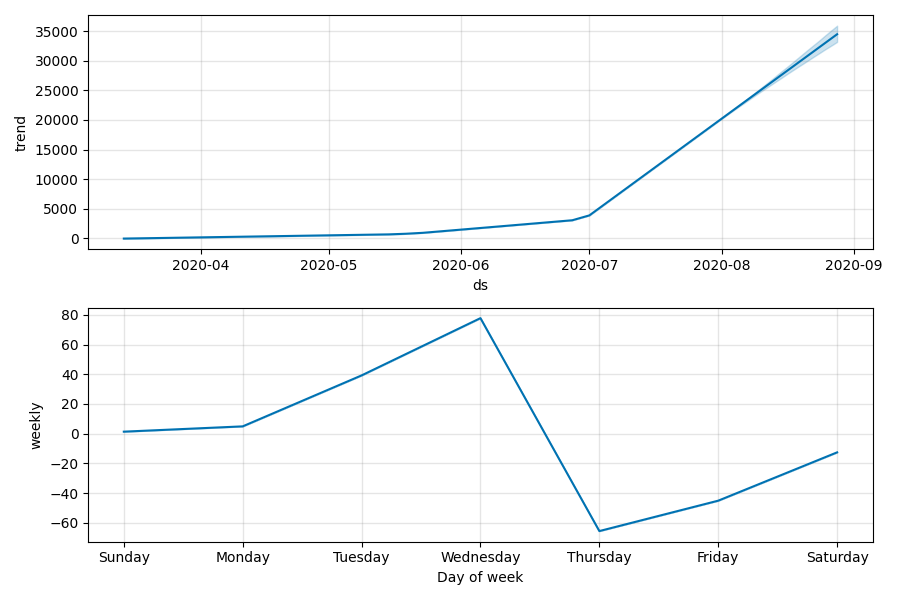 35000
30000
25000
20000
15000
10000
5000
0
trend
2020-04 2020-05 2020-06 2020-07 2020-08 2020-09
ds
80
60
40
20
0
−20
−40
−60
weekly
Sunday Monday Tuesday Wednesday Thursday Friday Saturday
Day of week